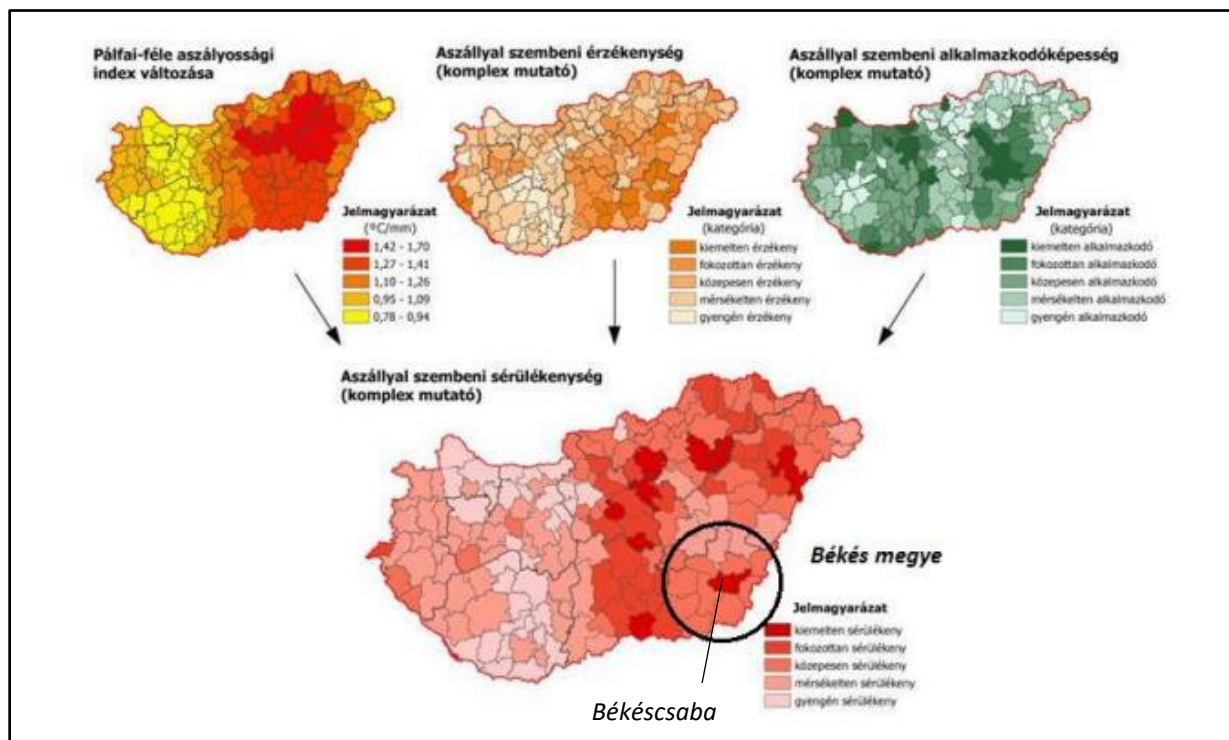 Pálfai-féle aszályossági
index változása
Jelmagyarázat
(°C/mm)
1,42 - 1,70
1,27 - 1,41
1,10 - 1,26
0,95 - 1,09
0,78 - 0,94
Aszállyal szembeni érzékenység
(komplex mutató)
Jelmagyarázat
(kategória)
kiemelten érzékeny
fokozottan érzékeny
közepesen érzékeny
mérsékelten érzékeny
gyengén érzékeny
Aszállyal szembeni alkalmazkodóképesség
(komplex mutató)
Jelmagyarázat
(kategória)
kiemelten alkalmazkodó
fokozottan alkalmazkodó
közepesen alkalmazkodó
mérsékelten alkalmazkodó
gyengén alkalmazkodó
Aszállyal szembeni sérülékenység
(komplex mutató)
Békés megye
Jelmagyarázat
kiemelten sérülékeny
fokozottan sérülékeny
közepesen sérülékeny
mérsékelten sérülékeny
gyengén sérülékeny
Békéscsaba